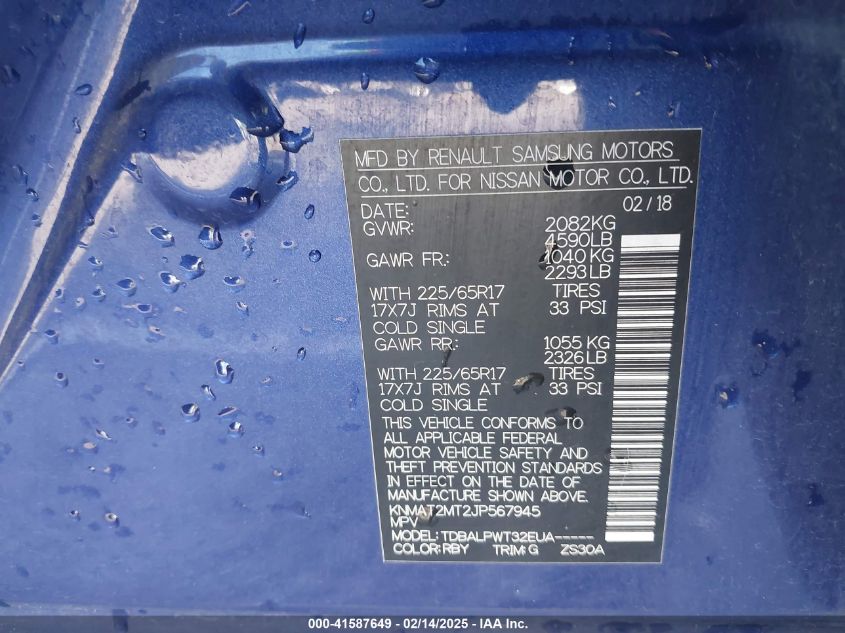 MFD BY RENAULT SAMSUNG MOTORS
CO., LTD. FOR NISSAN MOTOR CO., LTD.
DATE: 02/18
GVWR: 2082KG
4590LB
GAWR FR: 1040 KG
2293 LB
WITH 225/65R17 TIRES
17X7J RIMS AT 33 PSI
COLD SINGLE
GAWR RR: 1055 KG
2326LB
WITH 225/65R17 TIRES
17X7J RIMS AT 33 PSI
COLD SINGLE
THIS VEHICLE CONFORMS TO
ALL APPLICABLE FEDERAL
MOTOR VEHICLE SAFETY AND
THEFT PREVENTION STANDARDS
IN EFFECT ON THE DATE OF
MANUFACTURE SHOWN ABOVE.
KNMAT2MT2JP567945
MPV
MODEL: TDBALPWT32EUA-----
COLOR: RBY TRIM: G ZS30A
000-41587649 - 02/14/2025 - Copyright © IAA, Inc.